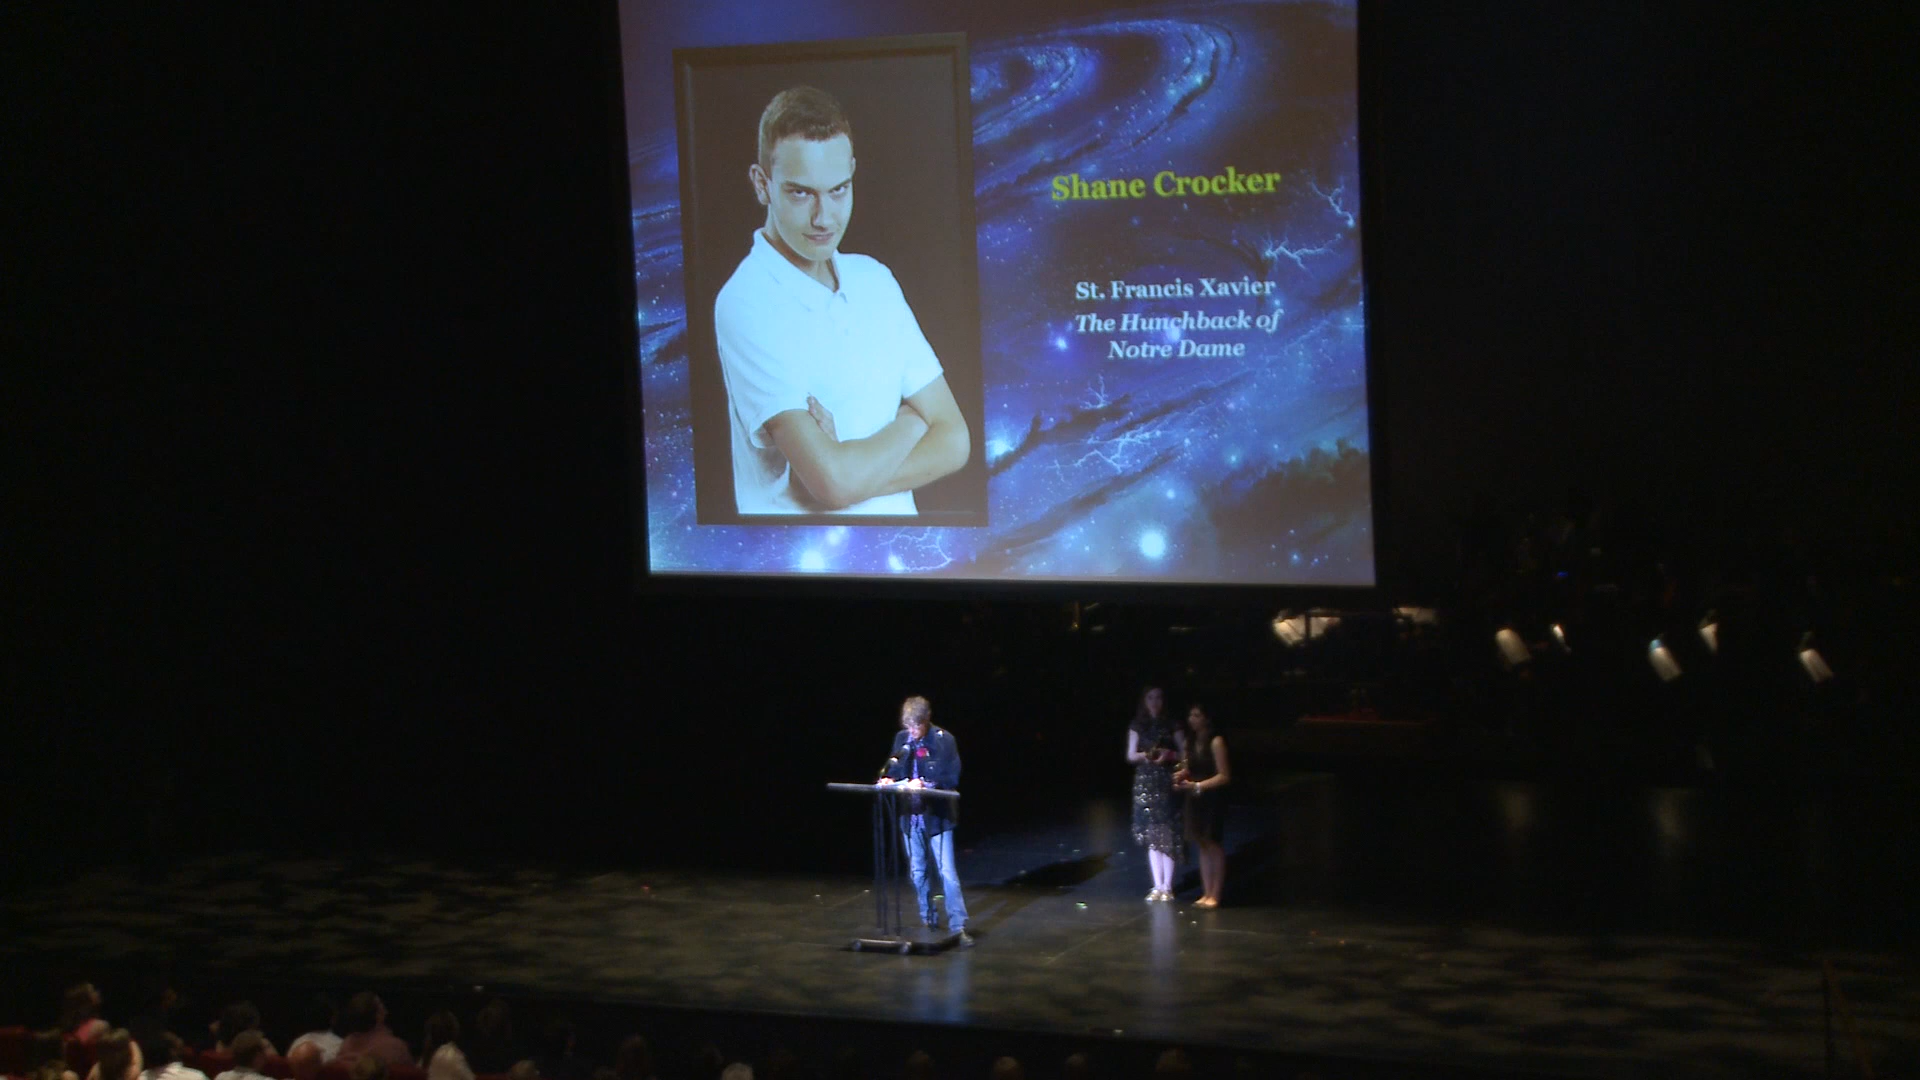 Shane Crocker
St. Francis Xavier
The Hunchback of
Notre Dame